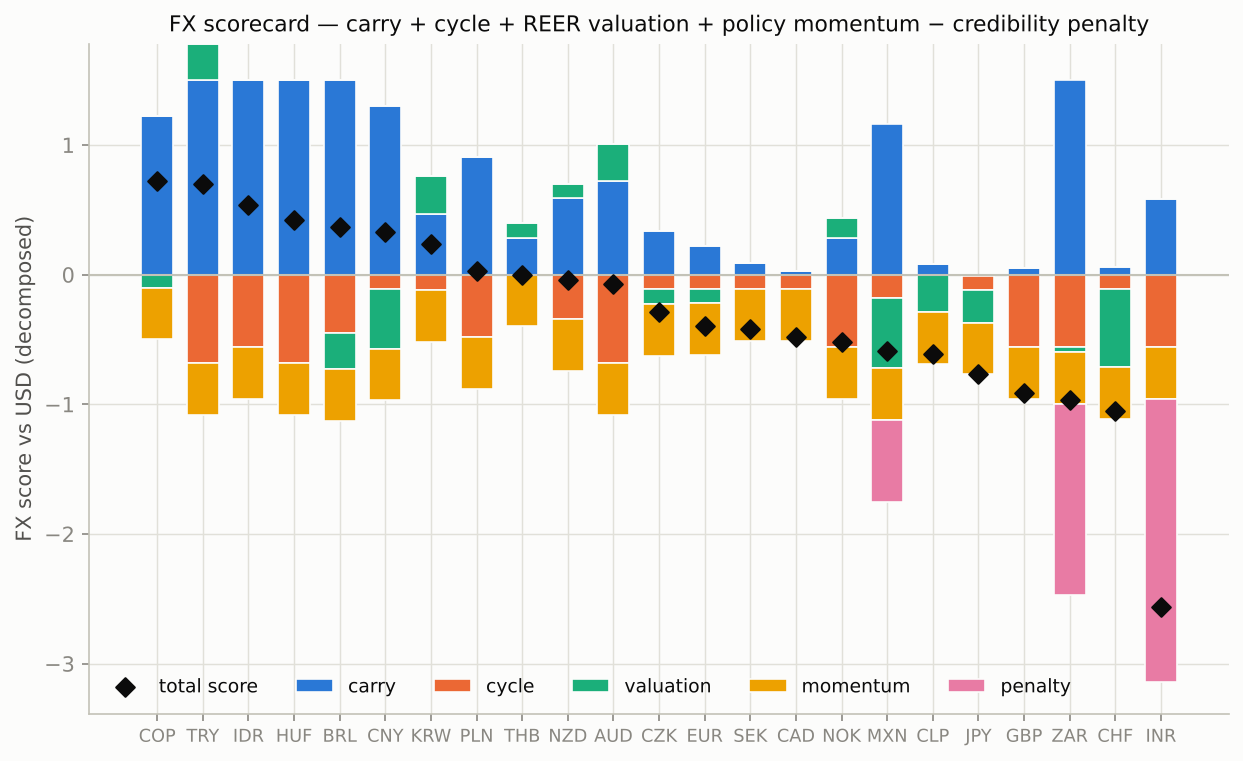 FX scorecard — carry + cycle + REER valuation + policy momentum − credibility penalty
FX score vs USD (decomposed)
1
0
−1
−2
−3
total score carry cycle valuation momentum penalty
COP TRY IDR HUF BRL CNY KRW PLN THB NZD AUD CZK EUR SEK CAD NOK MXN CLP JPY GBP ZAR CHF INR